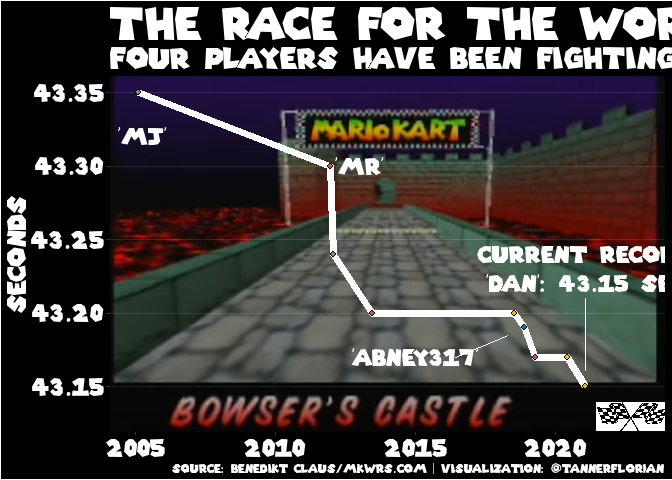 THE RACE FOR THE WOR
FOUR PLAYERS HAVE BEEN FIGHTING
43.35
'MJ'
MARIO KART
43.30
'MR'
SECONDS
43.25
CURRENT RECO
'DAN': 43.15 SE
43.20
'ABNEY317'
43.15
BOWSER'S CASTLE
2005 2010 2015 2020
SOURCE: BENEDIKT CLAUS/MKWRS.COM | VISUALIZATION: @TANNERFLORIAN